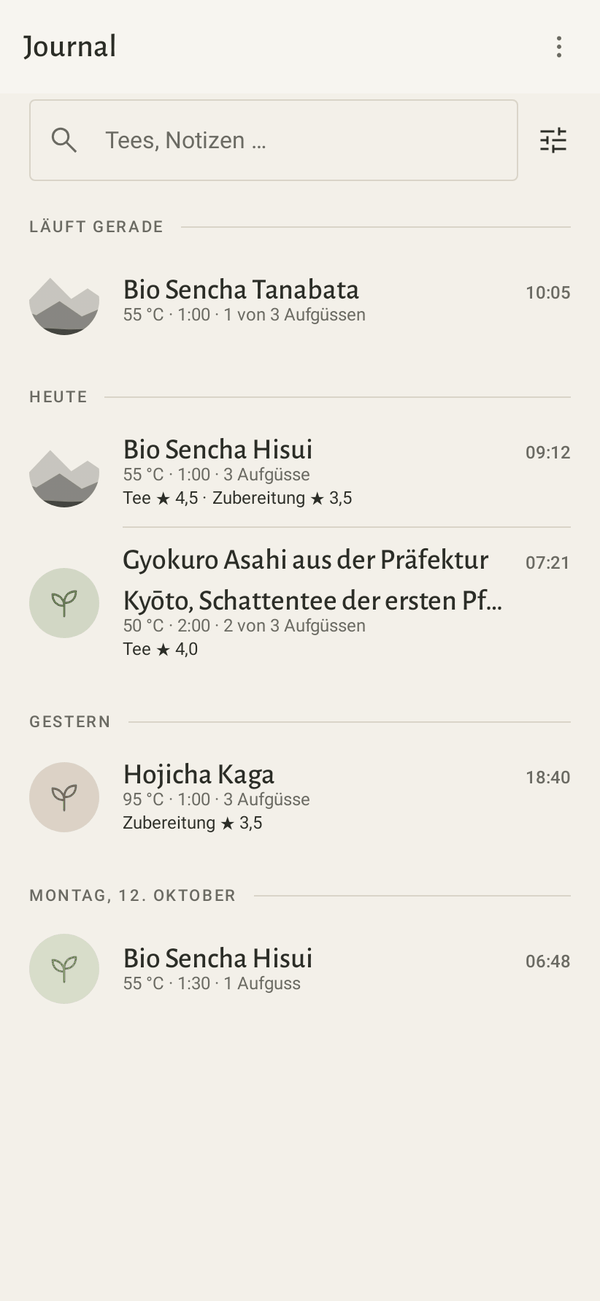 Journal
Tees, Notizen …
LÄUFT GERADE
Bio Sencha Tanabata
10:05
55 °C · 1:00 · 1 von 3 Aufgüssen
HEUTE
Bio Sencha Hisui
09:12
55 °C · 1:00 · 3 Aufgüsse
Tee ★ 4,5 · Zubereitung ★ 3,5
Gyokuro Asahi aus der Präfektur
07:21
Kyōto, Schattentee der ersten Pf…
50 °C · 2:00 · 2 von 3 Aufgüssen
Tee ★ 4,0
GESTERN
Hojicha Kaga
18:40
95 °C · 1:00 · 3 Aufgüsse
Zubereitung ★ 3,5
MONTAG, 12. OKTOBER
Bio Sencha Hisui
06:48
55 °C · 1:30 · 1 Aufguss